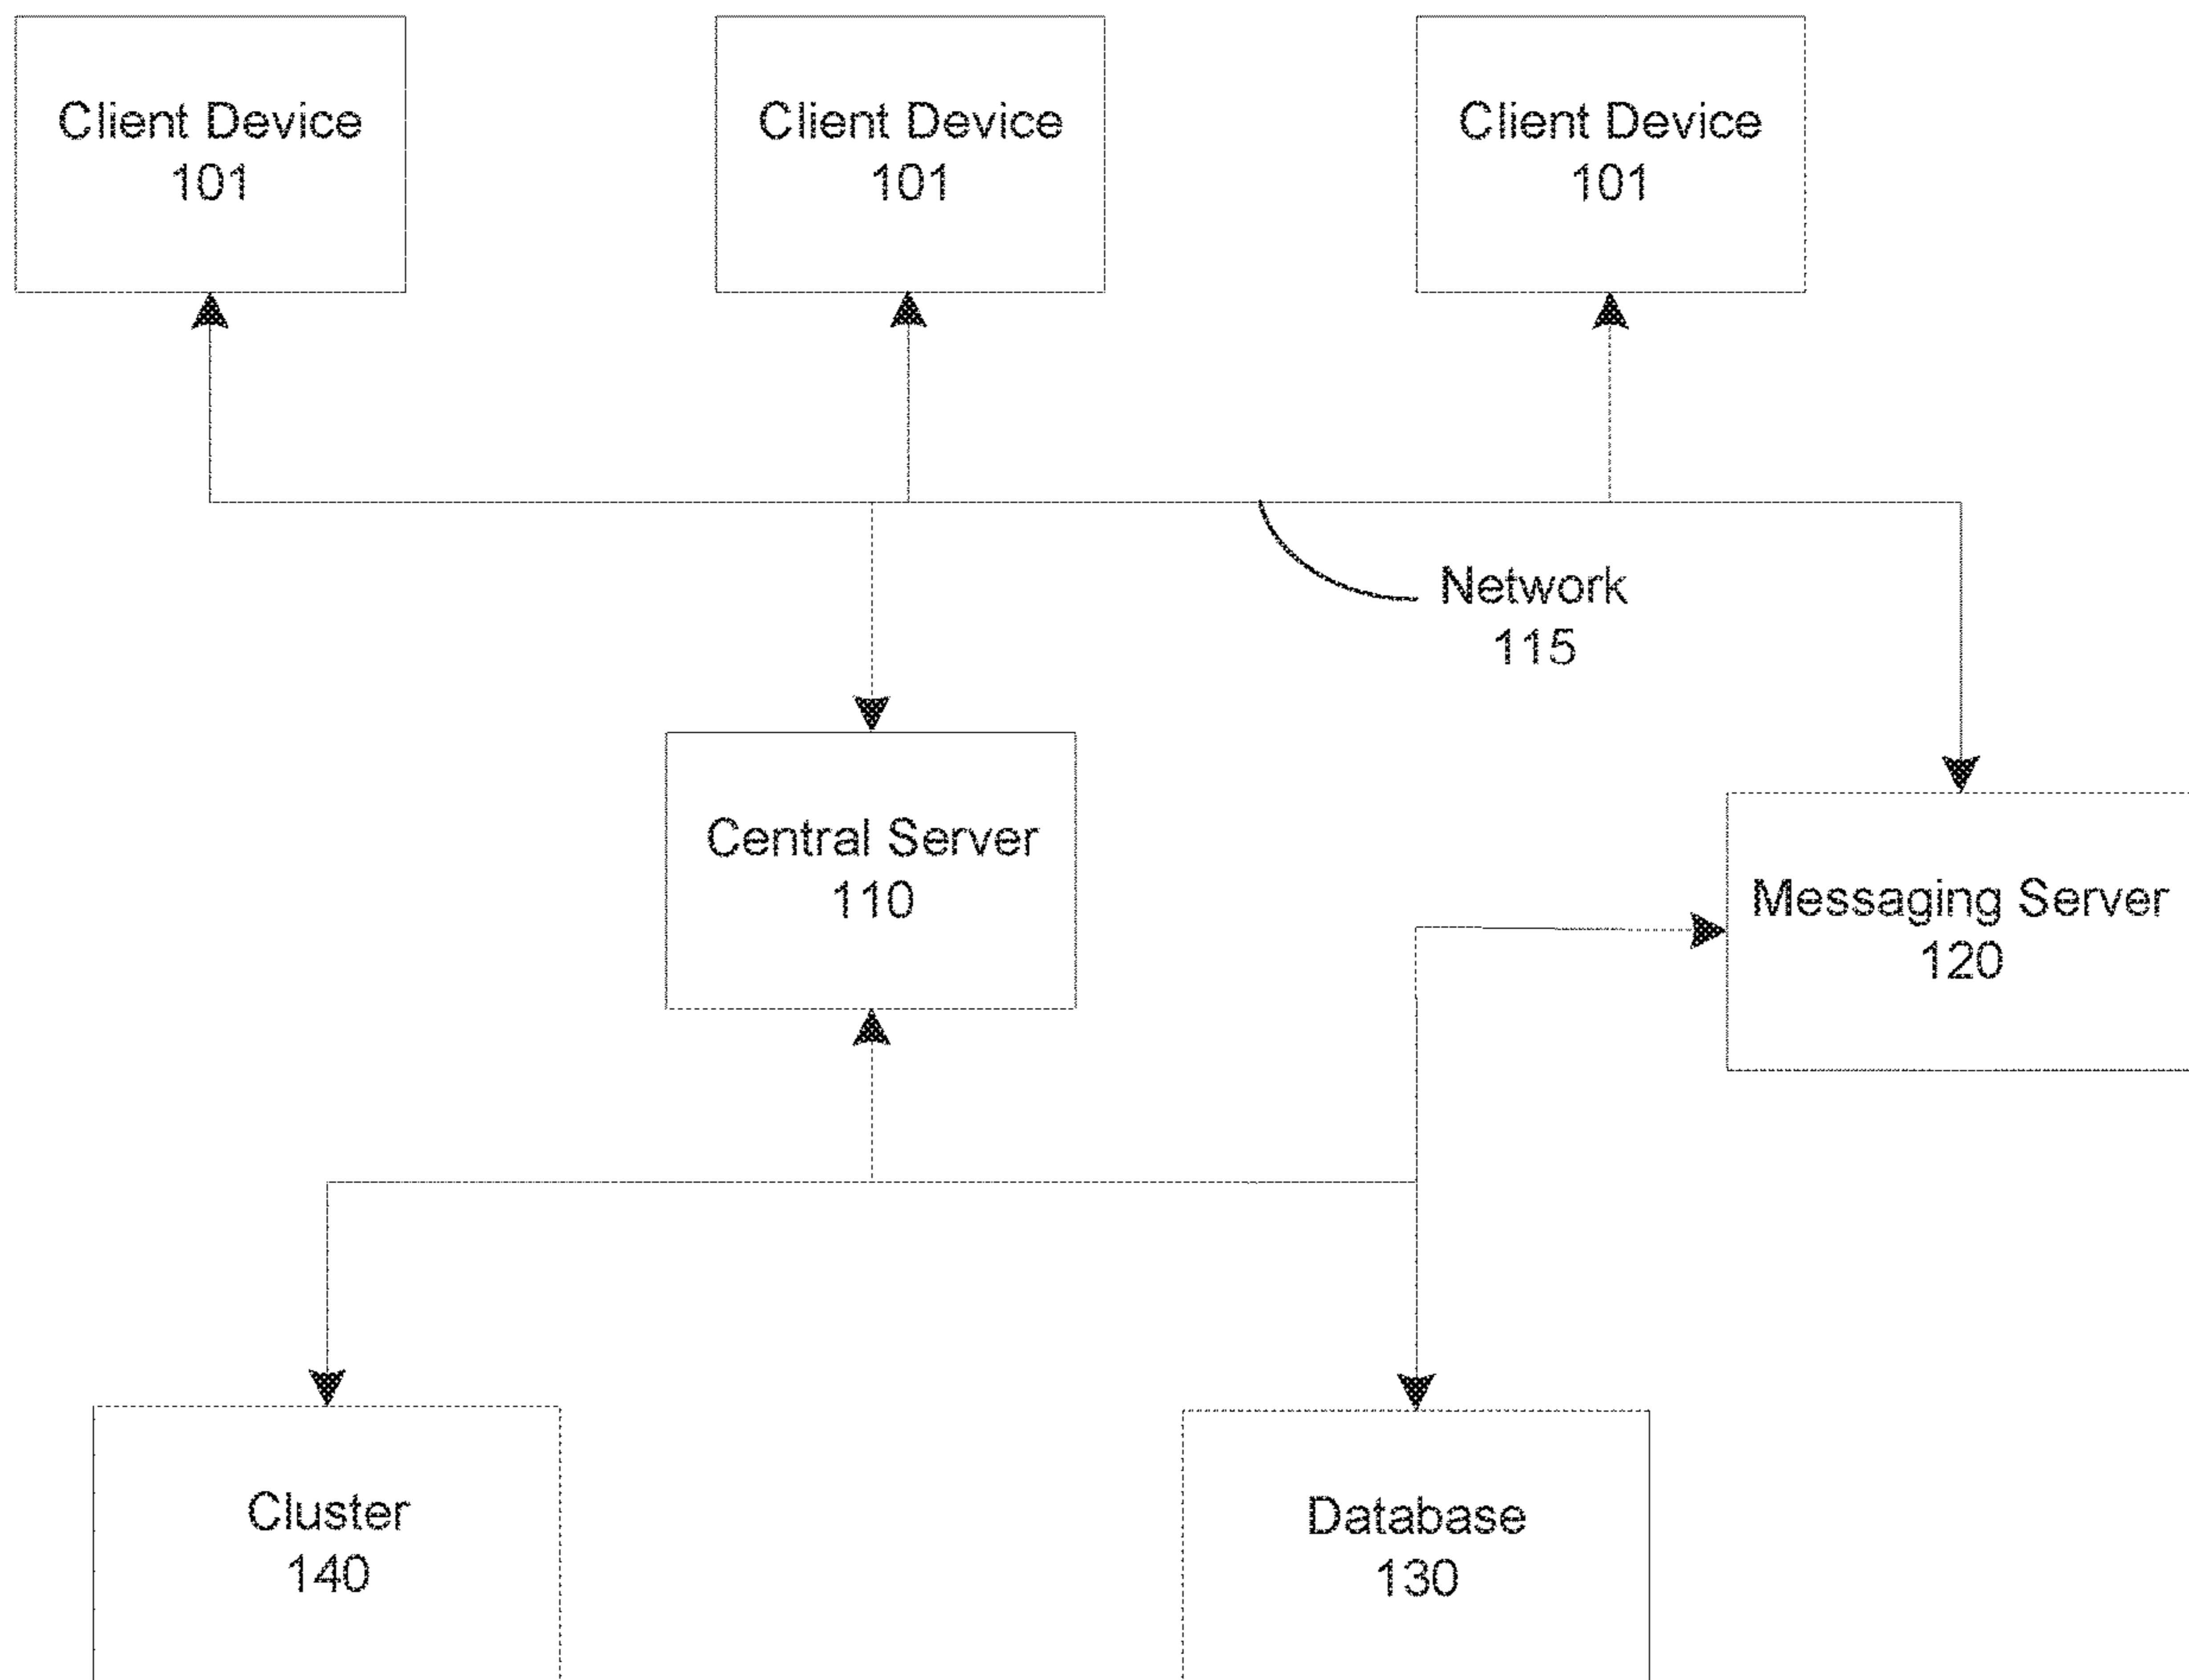 Client Device
101
Client Device
101
Client Device
101
Network
115
Central Server
110
Messaging Server
120
Cluster
140
Database
130